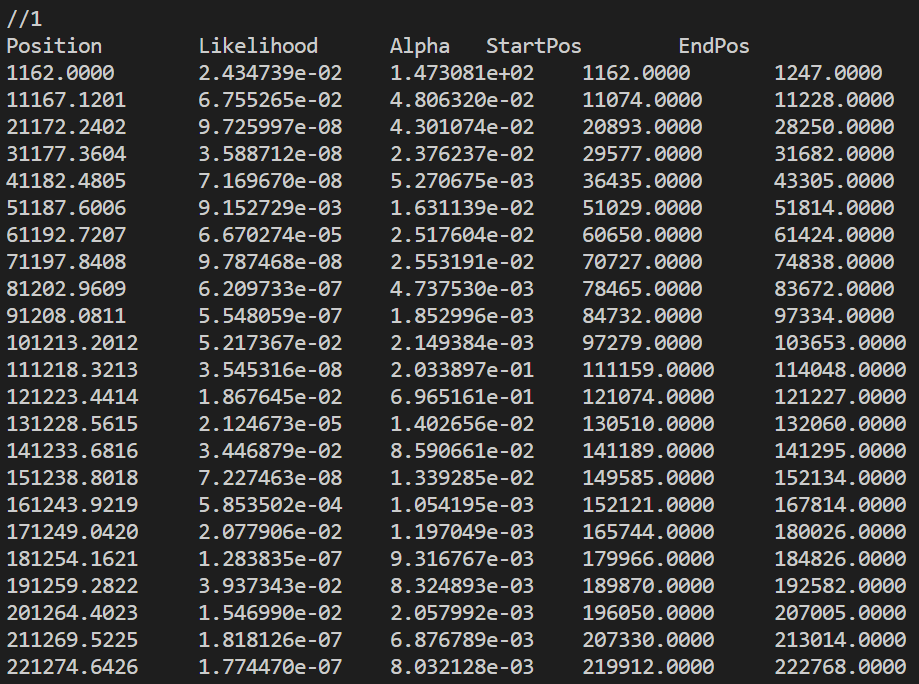 //1
Position Likelihood Alpha StartPos EndPos
1162.0000 2.434739e-02 1.473081e+02 1162.0000 1247.0000
11167.1201 6.755265e-02 4.806320e-02 11074.0000 11228.0000
21172.2402 9.725997e-08 4.301074e-02 20893.0000 28250.0000
31177.3604 3.588712e-08 2.376237e-02 29577.0000 31682.0000
41182.4805 7.169670e-08 5.270675e-03 36435.0000 43305.0000
51187.6006 9.152729e-03 1.631139e-02 51029.0000 51814.0000
61192.7207 6.670274e-05 2.517604e-02 60650.0000 61424.0000
71197.8408 9.787468e-08 2.553191e-02 70727.0000 74838.0000
81202.9609 6.209733e-07 4.737530e-03 78465.0000 83672.0000
91208.0811 5.548059e-07 1.852996e-03 84732.0000 97334.0000
101213.2012 5.217367e-02 2.149384e-03 97279.0000 103653.0000
111218.3213 3.545316e-08 2.033897e-01 111159.0000 114048.0000
121223.4414 1.867645e-02 6.965161e-01 121074.0000 121227.0000
131228.5615 2.124673e-05 1.402656e-02 130510.0000 132060.0000
141233.6816 3.446879e-02 8.590661e-02 141189.0000 141295.0000
151238.8018 7.227463e-08 1.339285e-02 149585.0000 152134.0000
161243.9219 5.853502e-04 1.054195e-03 152121.0000 167814.0000
171249.0420 2.077906e-02 1.197049e-03 165744.0000 180026.0000
181254.1621 1.283835e-07 9.316767e-03 179966.0000 184826.0000
191259.2822 3.937343e-02 8.324893e-03 189870.0000 192582.0000
201264.4023 1.546990e-02 2.057992e-03 196050.0000 207005.0000
211269.5225 1.818126e-07 6.876789e-03 207330.0000 213014.0000
221274.6426 1.774470e-07 8.032128e-03 219912.0000 222768.0000